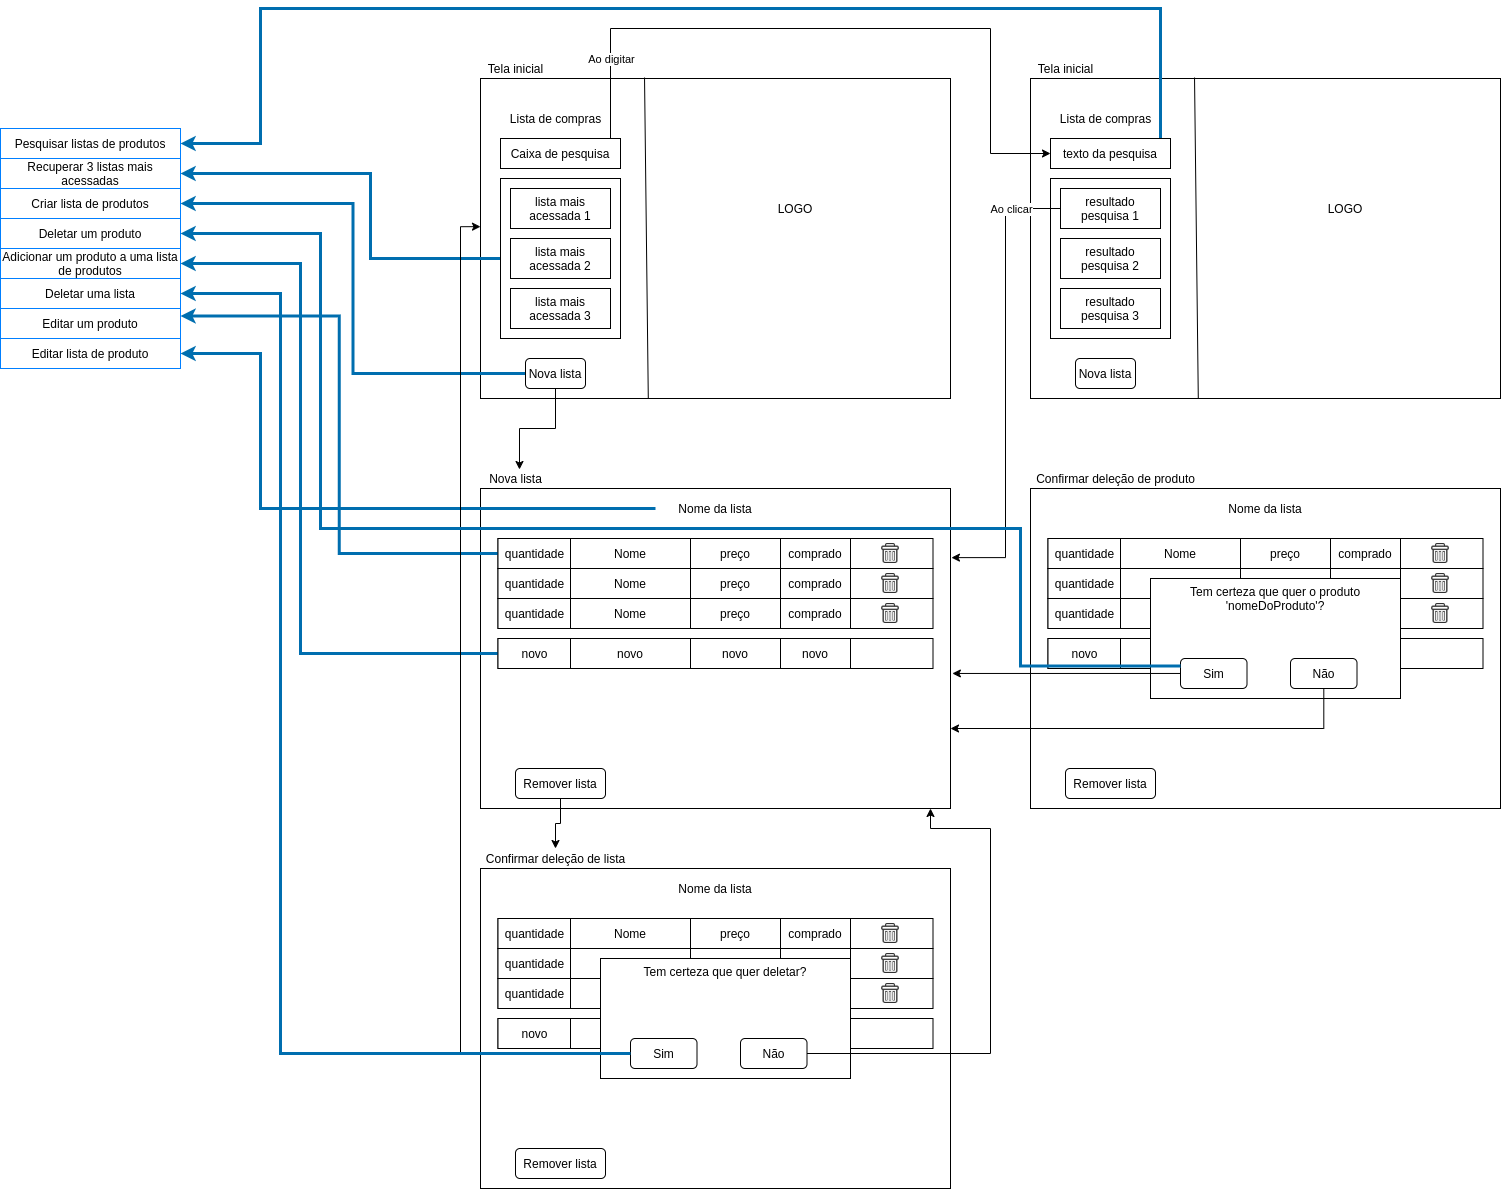 Pesquisar listas de produtos
Recuperar 3 listas mais
acessadas
Criar lista de produtos
Deletar um produto
Adicionar um produto a uma lista
de produtos
Deletar uma lista
Editar um produto
Editar lista de produto
Ao digitar
Tela inicial
Lista de compras
Caixa de pesquisa
lista mais
acessada 1
lista mais
acessada 2
lista mais
acessada 3
Nova lista
LOGO
Tela inicial
Lista de compras
texto da pesquisa
Ao clicar
resultado
pesquisa 1
resultado
pesquisa 2
resultado
pesquisa 3
Nova lista
LOGO
Nova lista
Nome da lista
quantidade Nome preço comprado
quantidade Nome preço comprado
quantidade Nome preço comprado
novo novo novo novo
Remover lista
Confirmar deleção de produto
Nome da lista
quantidade Nome preço comprado
quantidade
quantidade
novo
Tem certeza que quer o produto
'nomeDoProduto'?
Sim Não
Remover lista
Confirmar deleção de lista
Nome da lista
quantidade Nome preço comprado
quantidade
quantidade
novo
Tem certeza que quer deletar?
Sim Não
Remover lista